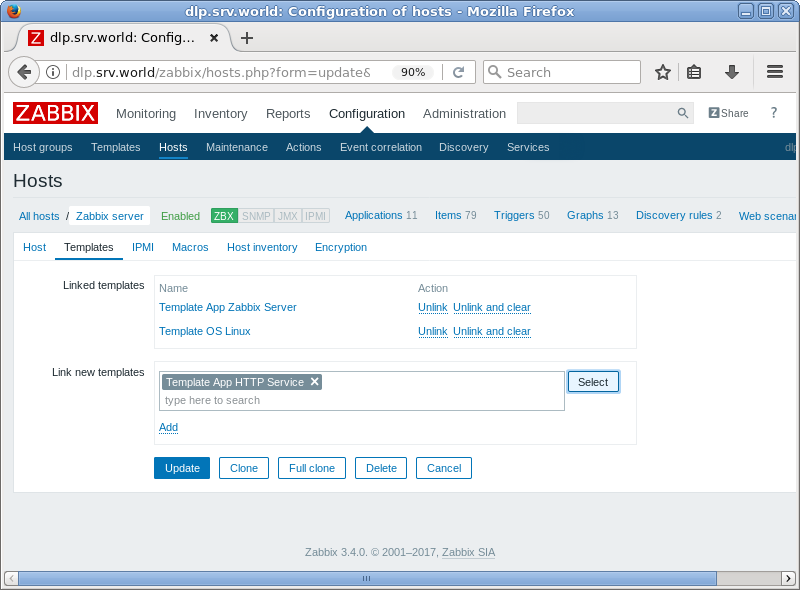 dlp.srv.world: Configuration of hosts - Mozilla Firefox
Z dlp.srv.world: Config... × +
dlp.srv.world/zabbix/hosts.php?form=update& 90% Search
ZABBIX Monitoring Inventory Reports Configuration Administration Z Share ?
Host groups Templates Hosts Maintenance Actions Event correlation Discovery Services dlp
Hosts
All hosts / Zabbix server Enabled ZBX SNMP JMX IPMI Applications 11 Items 79 Triggers 50 Graphs 13 Discovery rules 2 Web scenar
Host Templates IPMI Macros Host inventory Encryption
Linked templates Name Action
Template App Zabbix Server Unlink Unlink and clear
Template OS Linux Unlink Unlink and clear
Link new templates Template App HTTP Service × Select
type here to search
Add
Update Clone Full clone Delete Cancel
Zabbix 3.4.0. © 2001–2017, Zabbix SIA